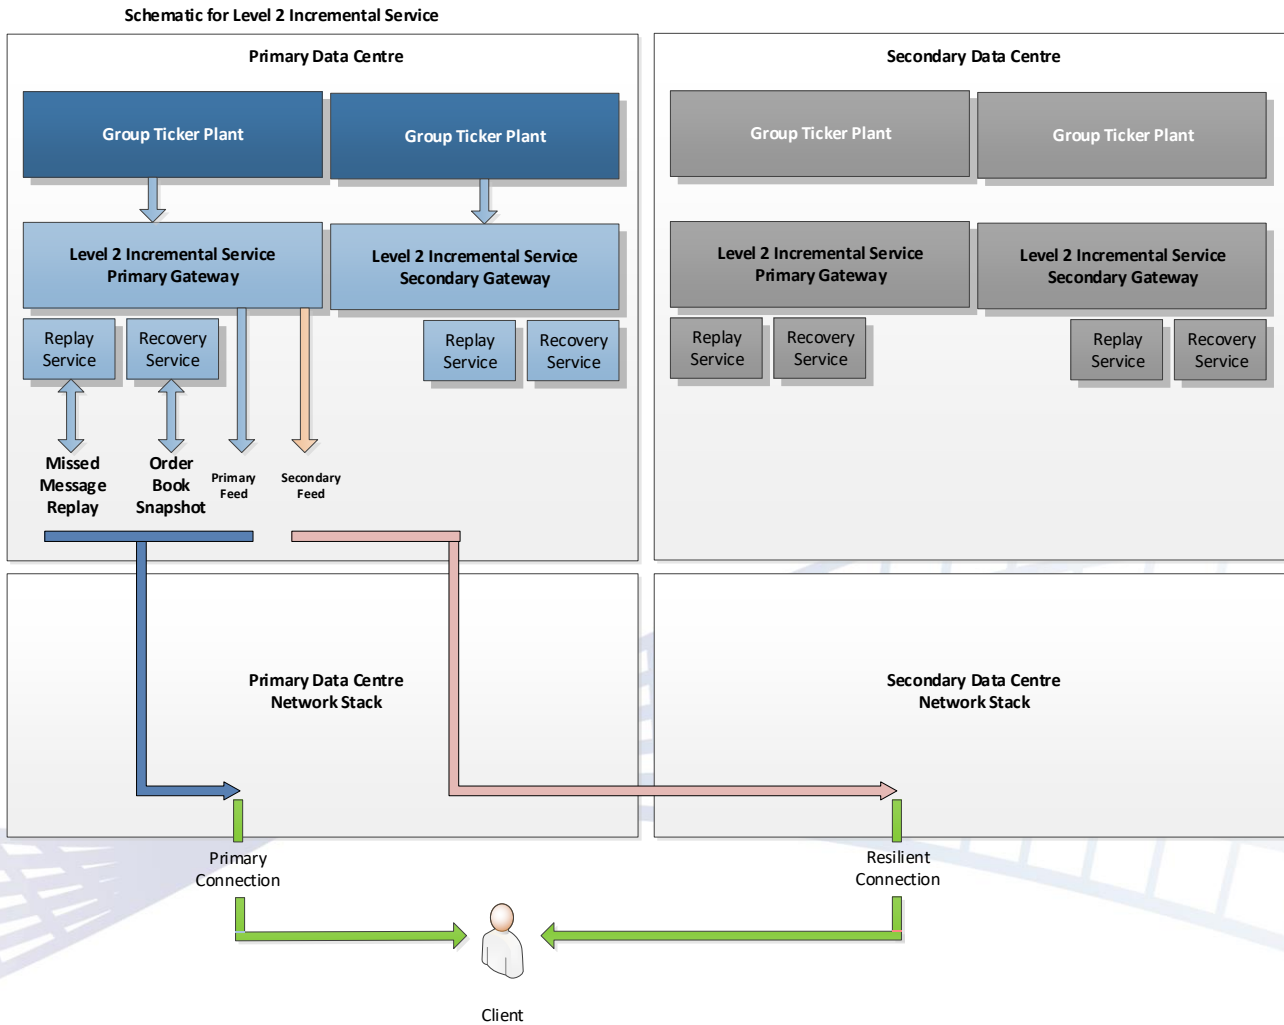 Schematic for Level 2 Incremental Service
Primary Data Centre
Group Ticker Plant
Group Ticker Plant
Level 2 Incremental Service
Primary Gateway
Level 2 Incremental Service
Secondary Gateway
Replay
Service
Recovery
Service
Replay
Service
Recovery
Service
Missed
Message
Replay
Order
Book
Snapshot
Primary
Feed
Secondary
Feed
Secondary Data Centre
Group Ticker Plant
Group Ticker Plant
Level 2 Incremental Service
Primary Gateway
Level 2 Incremental Service
Secondary Gateway
Replay
Service
Recovery
Service
Replay
Service
Recovery
Service
Primary Data Centre
Network Stack
Secondary Data Centre
Network Stack
Primary
Connection
Resilient
Connection
Client